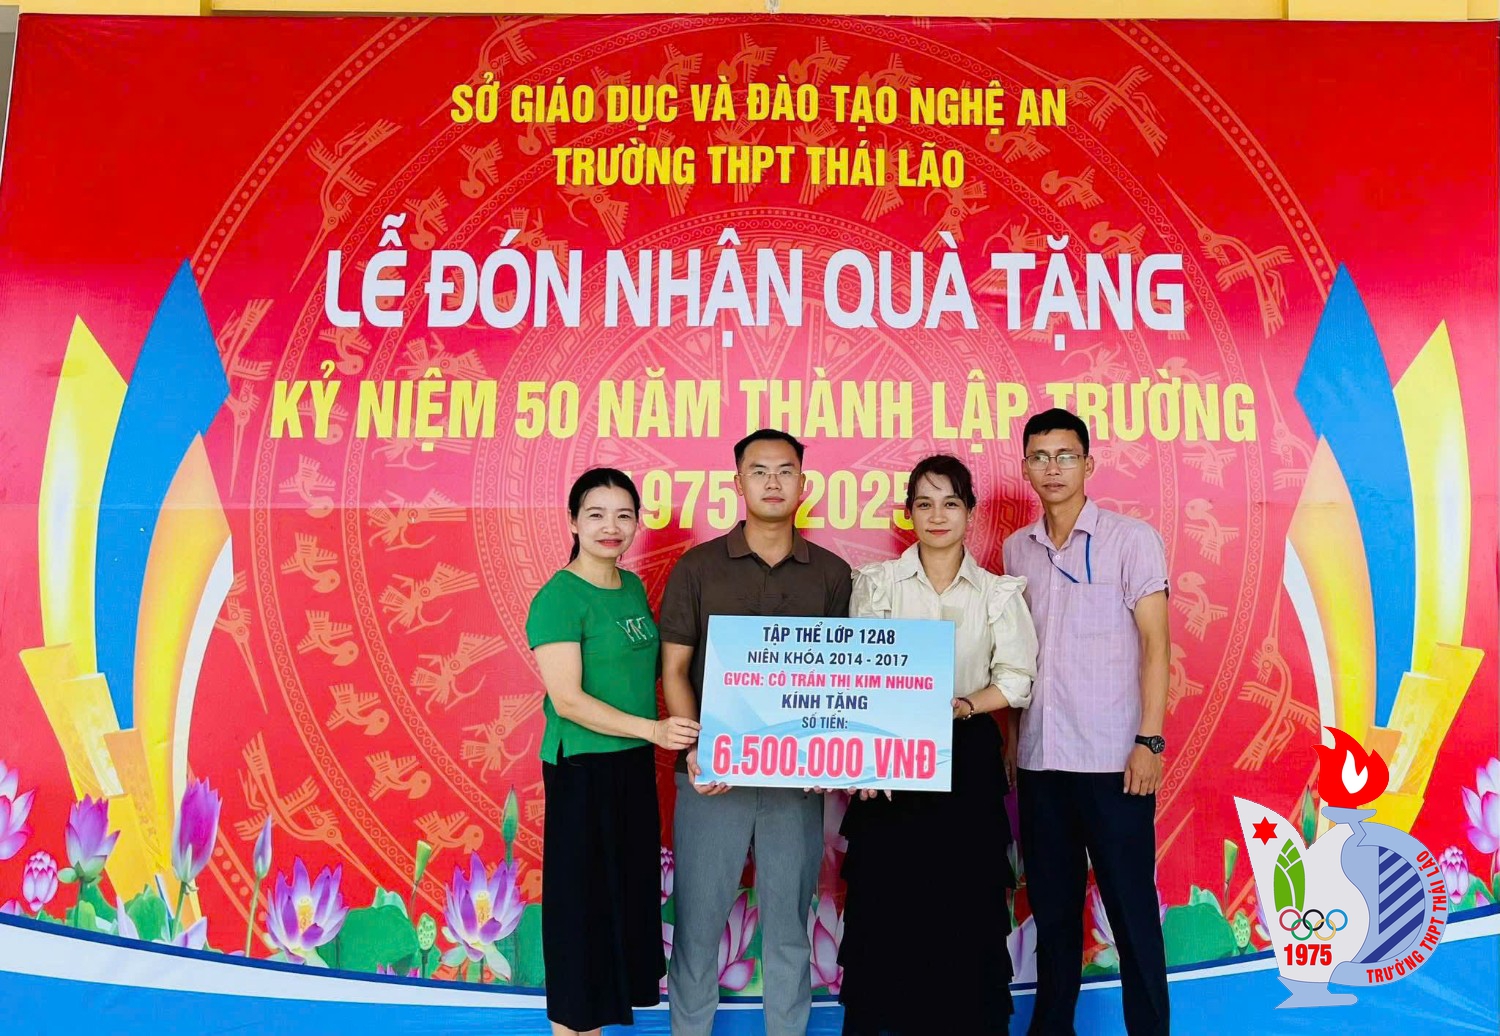 SỞ GIÁO DỤC VÀ ĐÀO TẠO NGHỆ AN
TRƯỜNG THPT THÁI LÃO
LỄ ĐÓN NHẬN QUÀ TẶNG
KỶ NIỆM 50 NĂM THÀNH LẬP TRƯỜNG
1975 2025
TẬP THỂ LỚP 12A8
NIÊN KHÓA 2014 - 2017
GVCN: CÔ TRẦN THỊ KIM NHUNG
KÍNH TẶNG
SỐ TIỀN:
6.500.000 VNĐ
1975
TRƯỜNG THPT THÁI LÃO